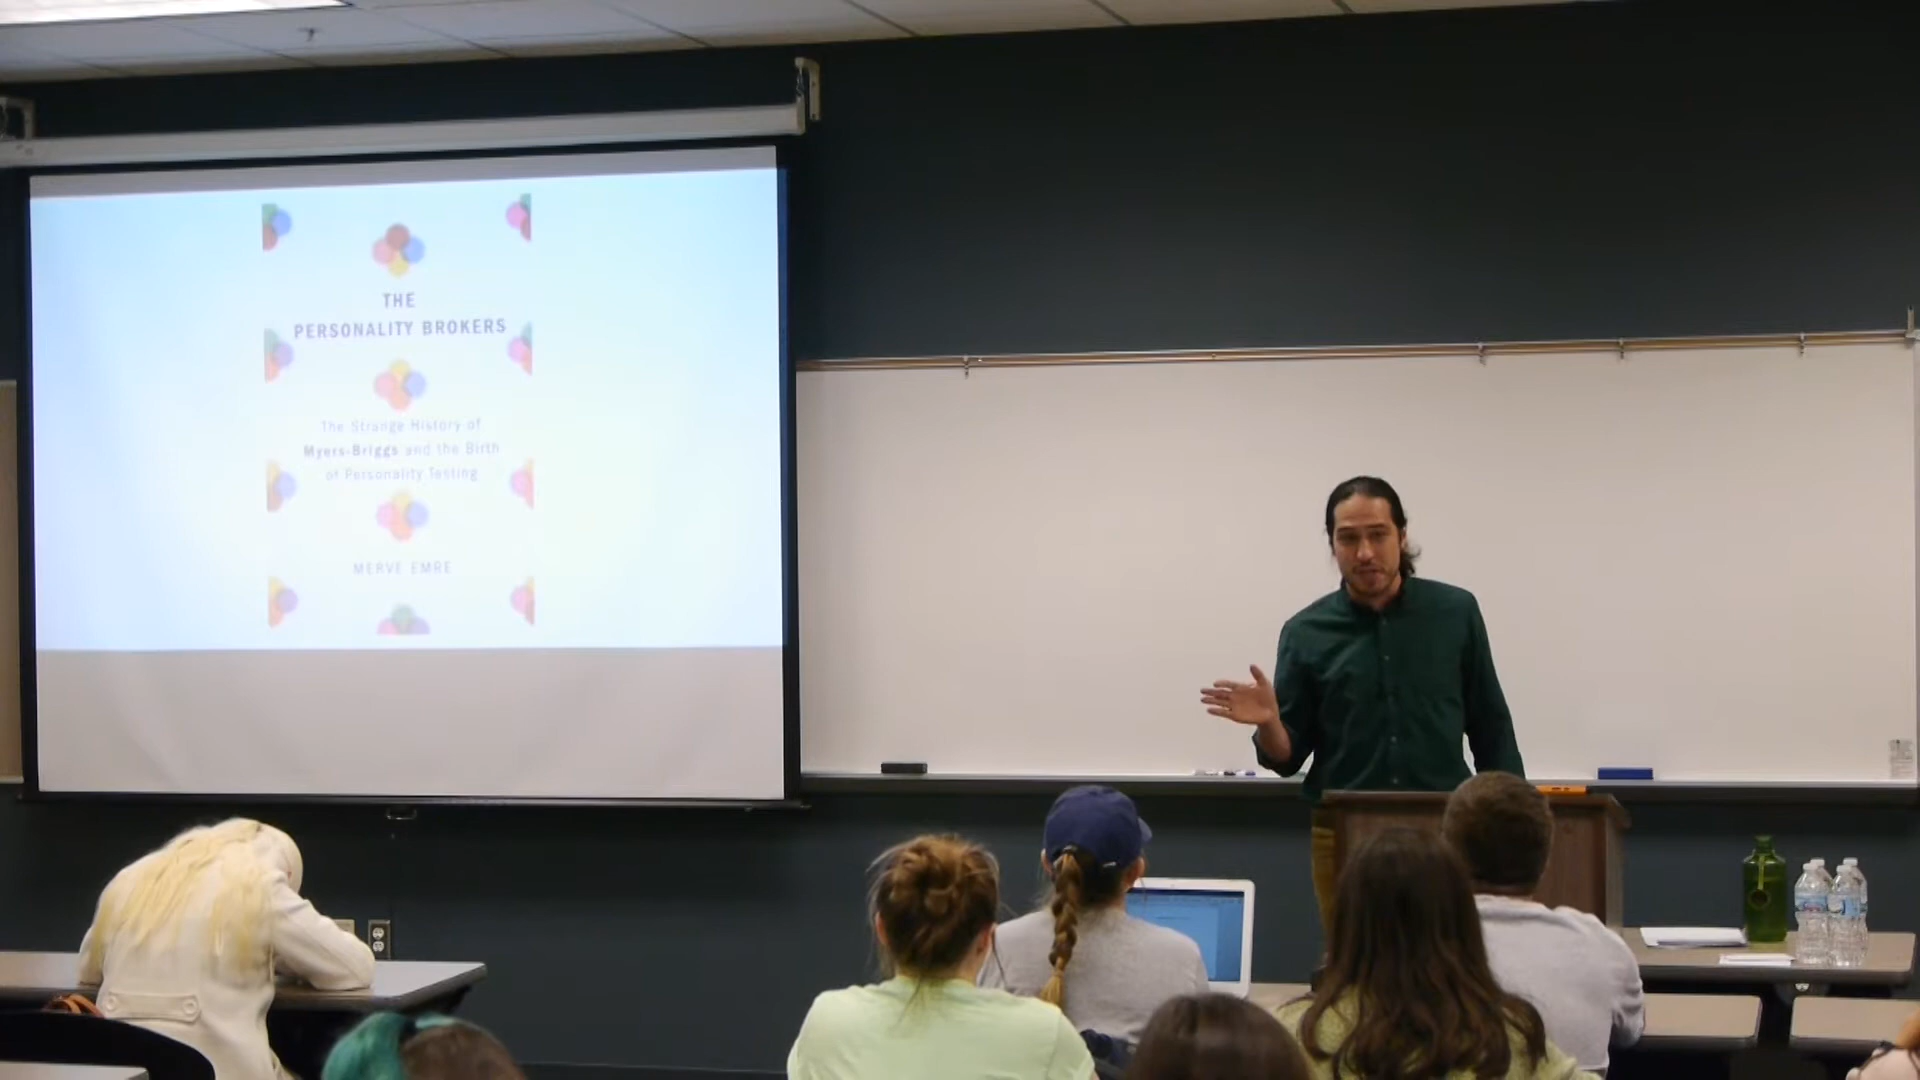 THE
PERSONALITY BROKERS
The Strange History of
Myers-Briggs and the Birth
of Personality Testing
MERVE EMRE